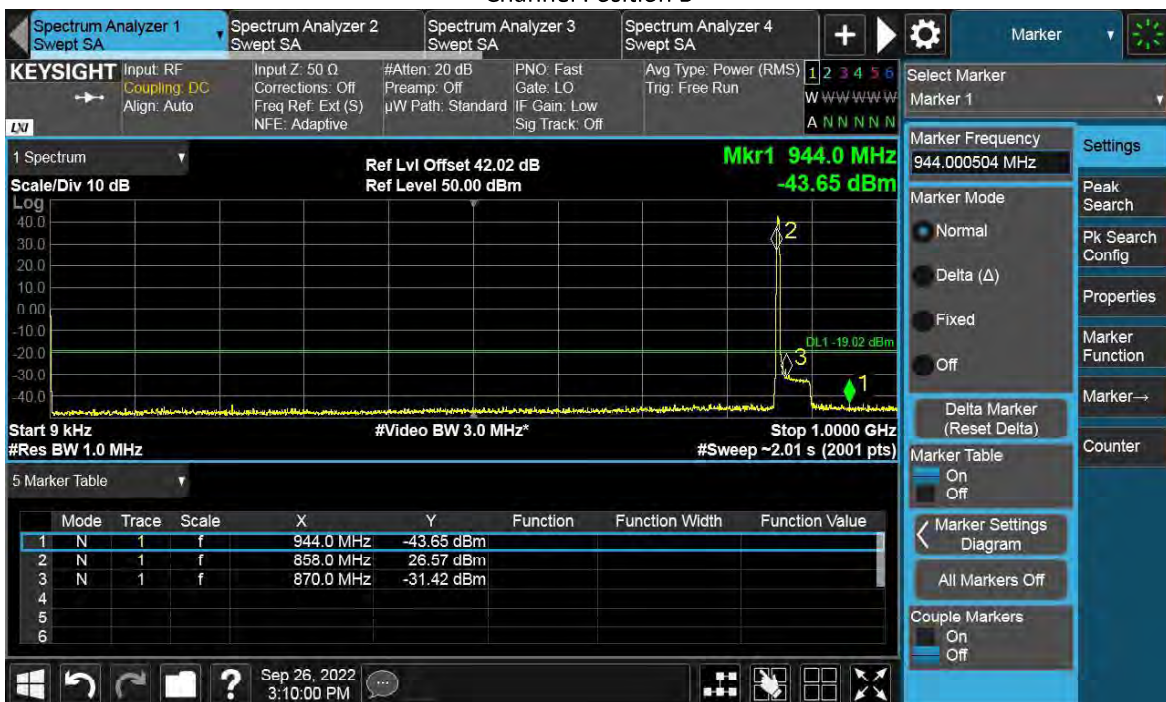 Channel Position B
Spectrum Analyzer 1
Swept SA
Spectrum Analyzer 2
Swept SA
Spectrum Analyzer 3
Swept SA
Spectrum Analyzer 4
Swept SA
Marker
KEYSIGHT
LXI
Input: RF
Coupling: DC
Align: Auto
Input Z: 50 Ω
Corrections: Off
Freq Ref: Ext (S)
NFE: Adaptive
#Atten: 20 dB
Preamp: Off
µW Path: Standard
PNO: Fast
Gate: LO
IF Gain: Low
Sig Track: Off
Avg Type: Power (RMS)
Trig: Free Run
1 2 3 4 5 6
W W W W W W
A N N N N N
Select Marker
Marker 1
1 Spectrum
Scale/Div 10 dB
Log
Ref Lvl Offset 42.02 dB
Ref Level 50.00 dBm
Mkr1 944.0 MHz
-43.65 dBm
40.0
30.0
20.0
10.0
0.00
-10.0
-20.0
-30.0
-40.0
2
DL1 -19.02 dBm
3
1
Start 9 kHz
#Res BW 1.0 MHz
#Video BW 3.0 MHz*
Stop 1.0000 GHz
#Sweep ~2.01 s (2001 pts)
5 Marker Table
Mode Trace Scale X Y Function Function Width Function Value
1 N 1 f 944.0 MHz -43.65 dBm
2 N 1 f 858.0 MHz 26.57 dBm
3 N 1 f 870.0 MHz -31.42 dBm
4
5
6
Sep 26, 2022
3:10:00 PM
Marker Frequency
944.000504 MHz
Marker Mode
Normal
Delta (Δ)
Fixed
Off
Delta Marker
(Reset Delta)
Marker Table
On
Off
Marker Settings
Diagram
All Markers Off
Couple Markers
On
Off
Settings
Peak
Search
Pk Search
Config
Properties
Marker
Function
Marker→
Counter